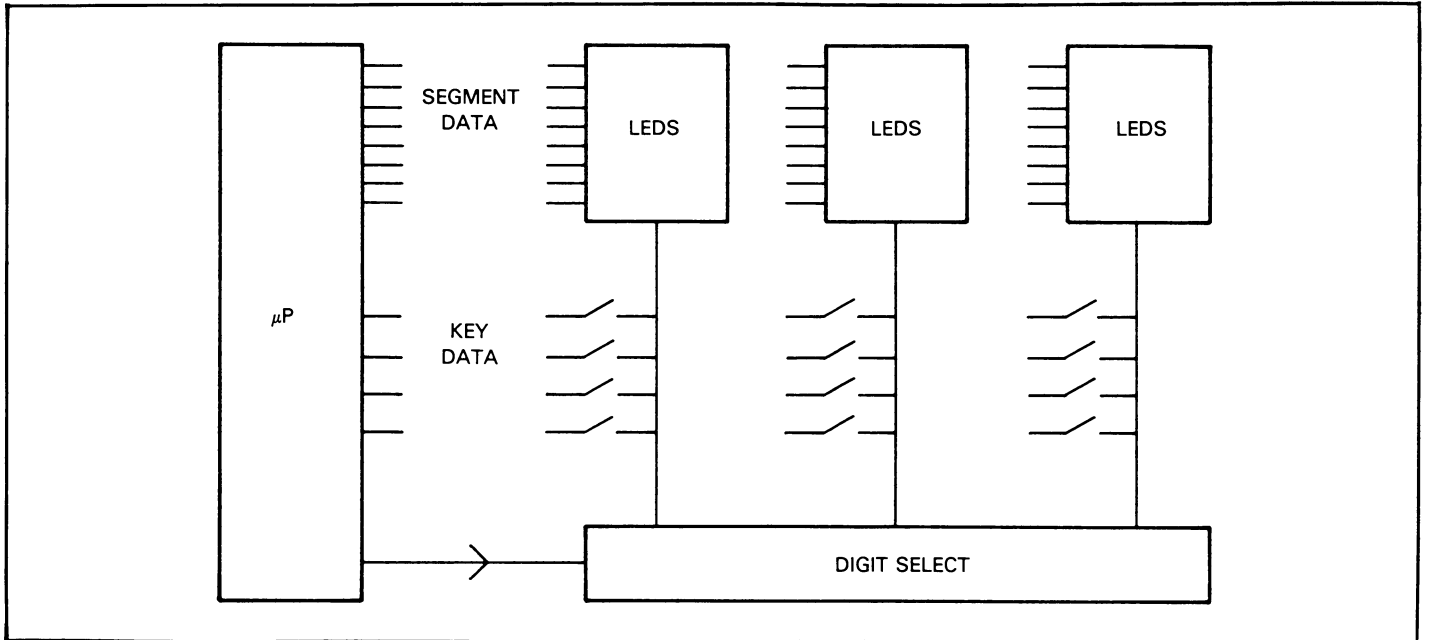 SEGMENT
DATA
LEDS
LEDS
LEDS
μP
KEY
DATA
DIGIT SELECT